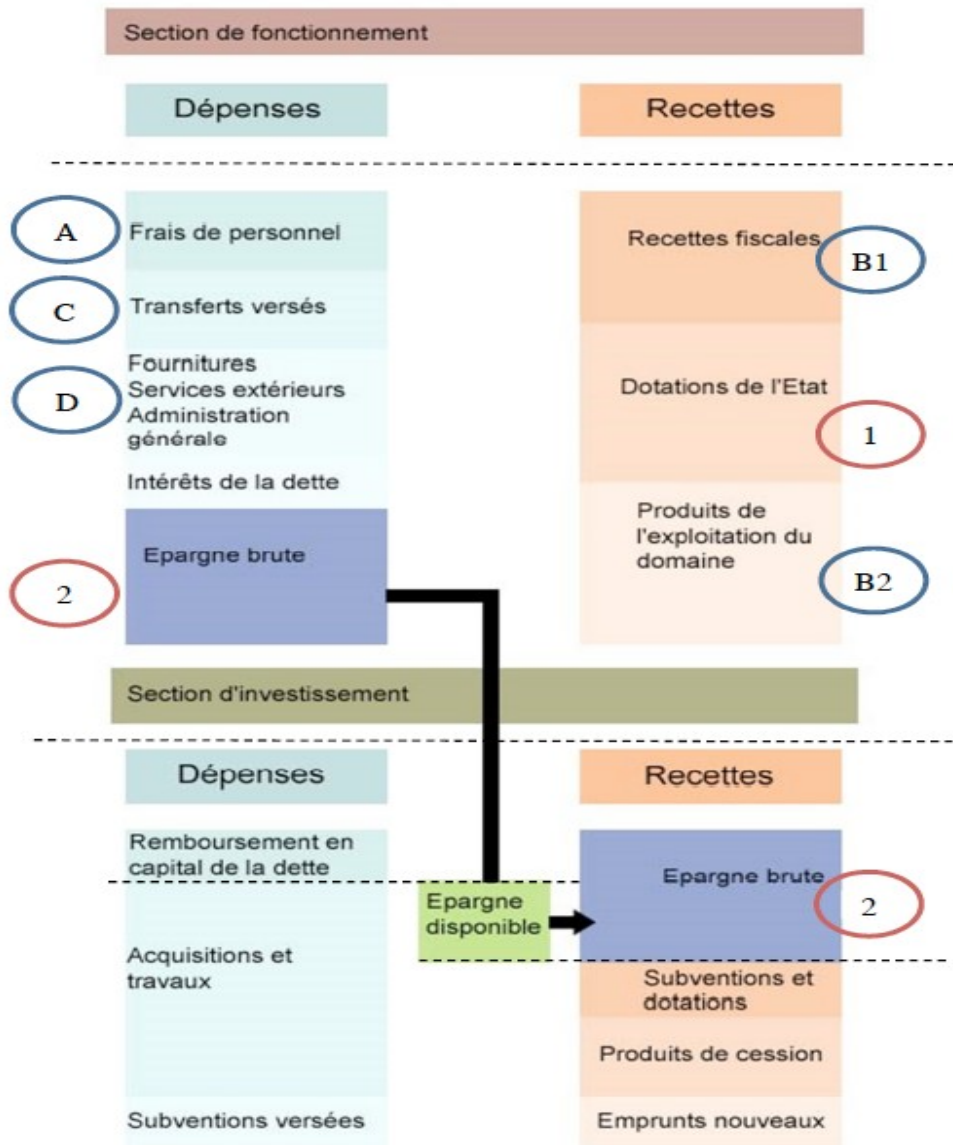 Section de fonctionnement
Dépenses
Recettes
A
Frais de personnel
Recettes fiscales
B1
C
Transferts versés
D
Fournitures
Services extérieurs
Administration
générale
Dotations de l'Etat
1
Intérêts de la dette
Produits de
l'exploitation du
domaine
B2
Epargne brute
2
Section d'investissement
Dépenses
Recettes
Remboursement en
capital de la dette
Epargne
disponible
Epargne brute
2
Acquisitions et
travaux
Subventions et
dotations
Produits de cession
Subventions versées
Emprunts nouveaux